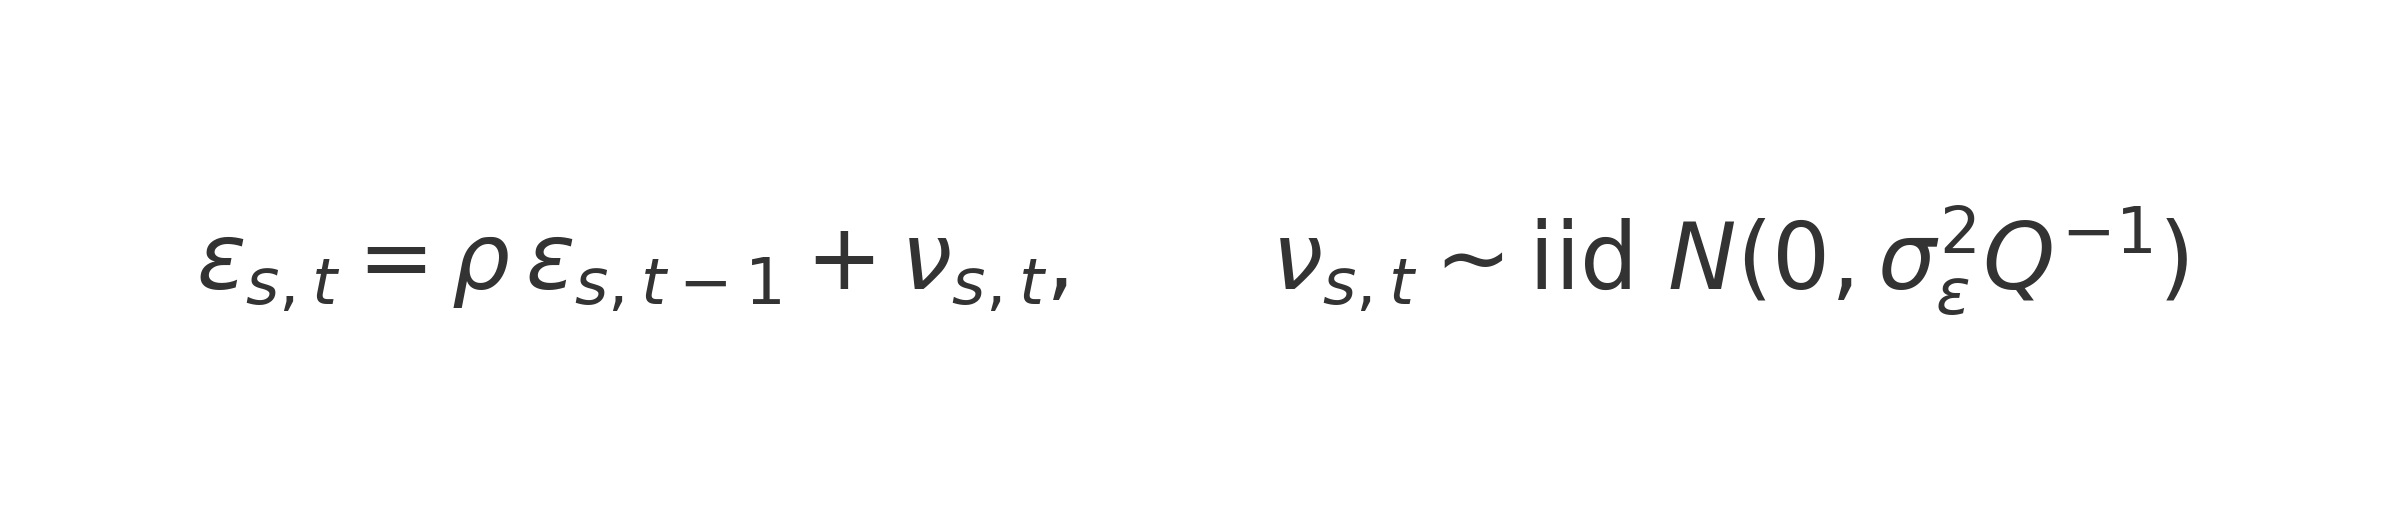 ε_{s,t} = ρ ε_{s,t−1} + ν_{s,t},    ν_{s,t} ∼ iid N(0, σ_ε^2 Q^{−1})